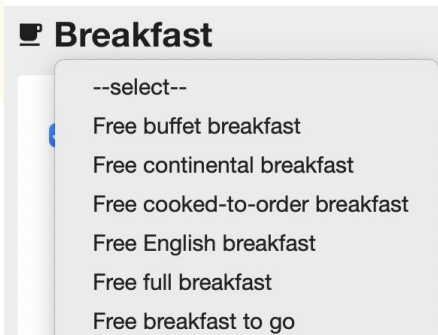 Breakfast
--select--
Free buffet breakfast
Free continental breakfast
Free cooked-to-order breakfast
Free English breakfast
Free full breakfast
Free breakfast to go